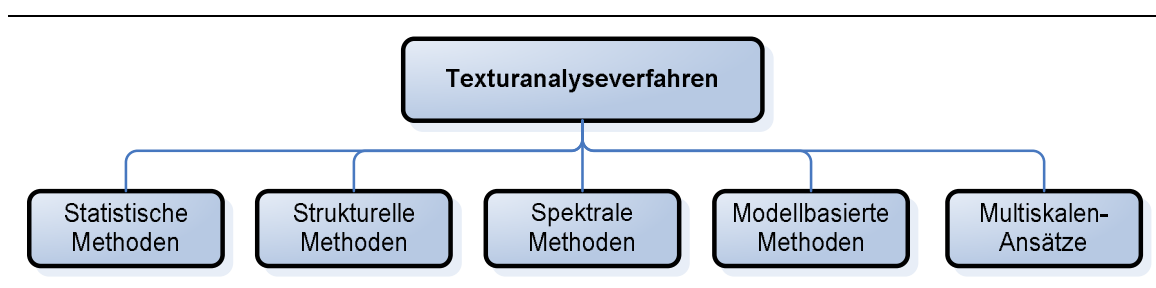 Texturanalyseverfahren
Statistische
Methoden
Strukturelle
Methoden
Spektrale
Methoden
Modellbasierte
Methoden
Multiskalen-
Ansätze